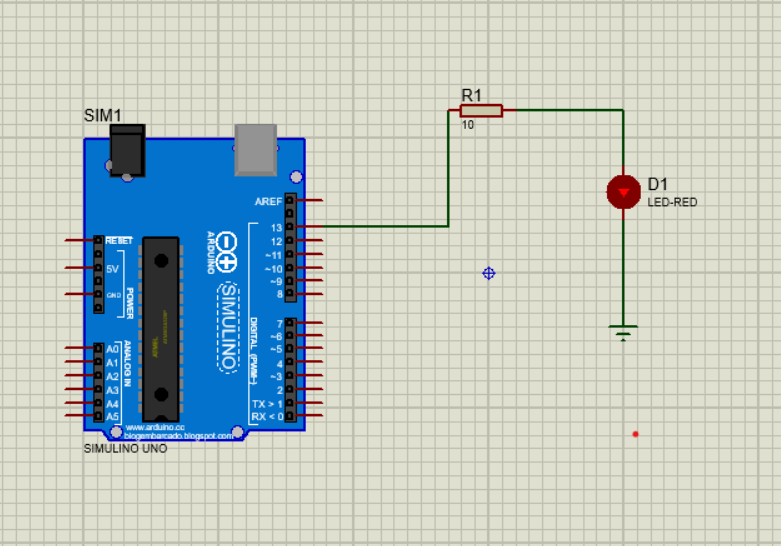 SIM1
R1
10
D1
LED-RED
AREF
13
12
~11
~10
~9
8
RESET
5V
GND
POWER
ARDUINO
SIMULINO
7
~6
~5
4
~3
2
TX > 1
RX < 0
DIGITAL (PWM~)
A0
A1
A2
A3
A4
A5
ANALOG IN
ATMEL
www.arduino.cc
blogembarcado.blogspot.com
SIMULINO UNO